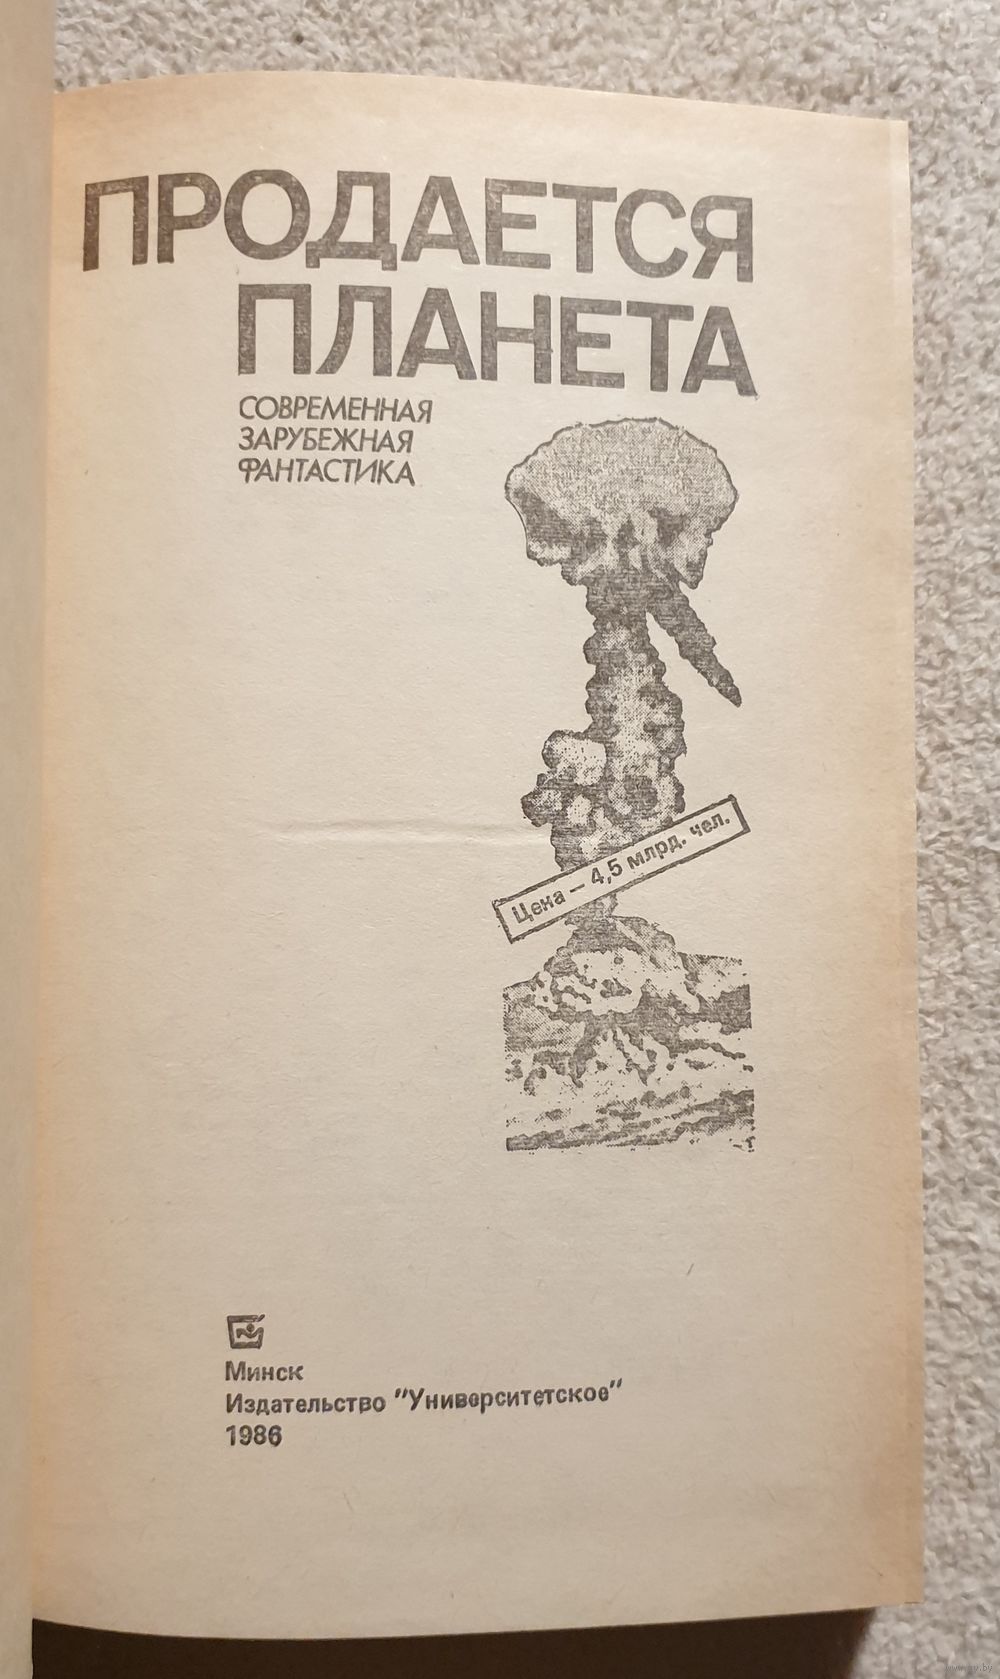 ПРОДАЕТСЯ
ПЛАНЕТА
СОВРЕМЕННАЯ
ЗАРУБЕЖНАЯ
ФАНТАСТИКА
Цена – 4,5 млрд. чел.
Минск
Издательство "Университетское"
1986